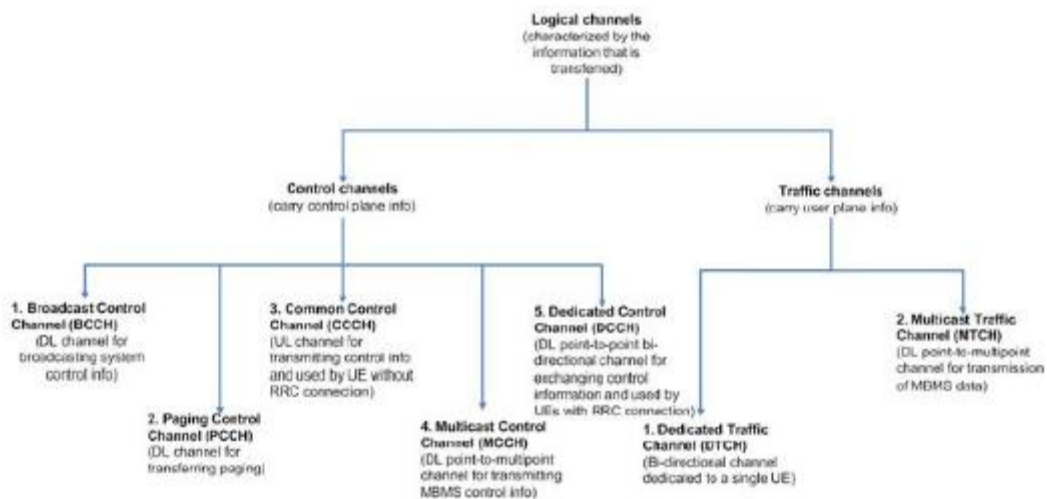 Logical channels
(characterized by the
information that is
transferred)
Control channels
(carry control plane info)
Traffic channels
(carry user plane info)
1. Broadcast Control
Channel (BCCH)
(DL channel for
broadcasting system
control info)
2. Paging Control
Channel (PCCH)
(DL channel for
transferring paging)
3. Common Control
Channel (CCCH)
(UL channel for
transmitting control info
and used by UE without
RRC connection)
4. Multicast Control
Channel (MCCH)
(DL point-to-multipoint
channel for transmitting
MBMS control info)
5. Dedicated Control
Channel (DCCH)
(DL point-to-point bi-
directional channel for
exchanging control
information and used by
UEs with RRC connection)
1. Dedicated Traffic
Channel (DTCH)
(Bi-directional channel
dedicated to a single UE)
2. Multicast Traffic
Channel (NTCH)
(DL point-to-multipoint
channel for transmission
of MBMS data)